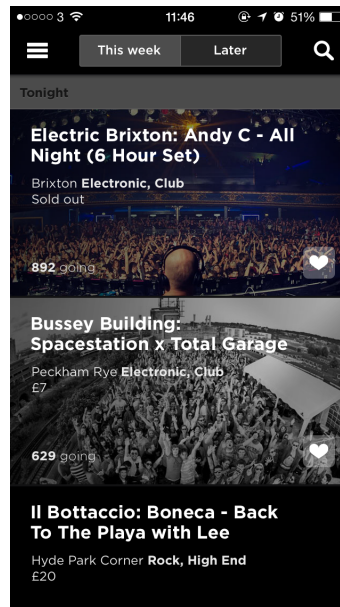 3 11:46 51%
This week Later
Tonight
Electric Brixton: Andy C - All
Night (6 Hour Set)
Brixton Electronic, Club
Sold out
892 going
Bussey Building:
Spacestation x Total Garage
Peckham Rye Electronic, Club
£7
629 going
Il Bottaccio: Boneca - Back
To The Playa with Lee
Hyde Park Corner Rock, High End
£20